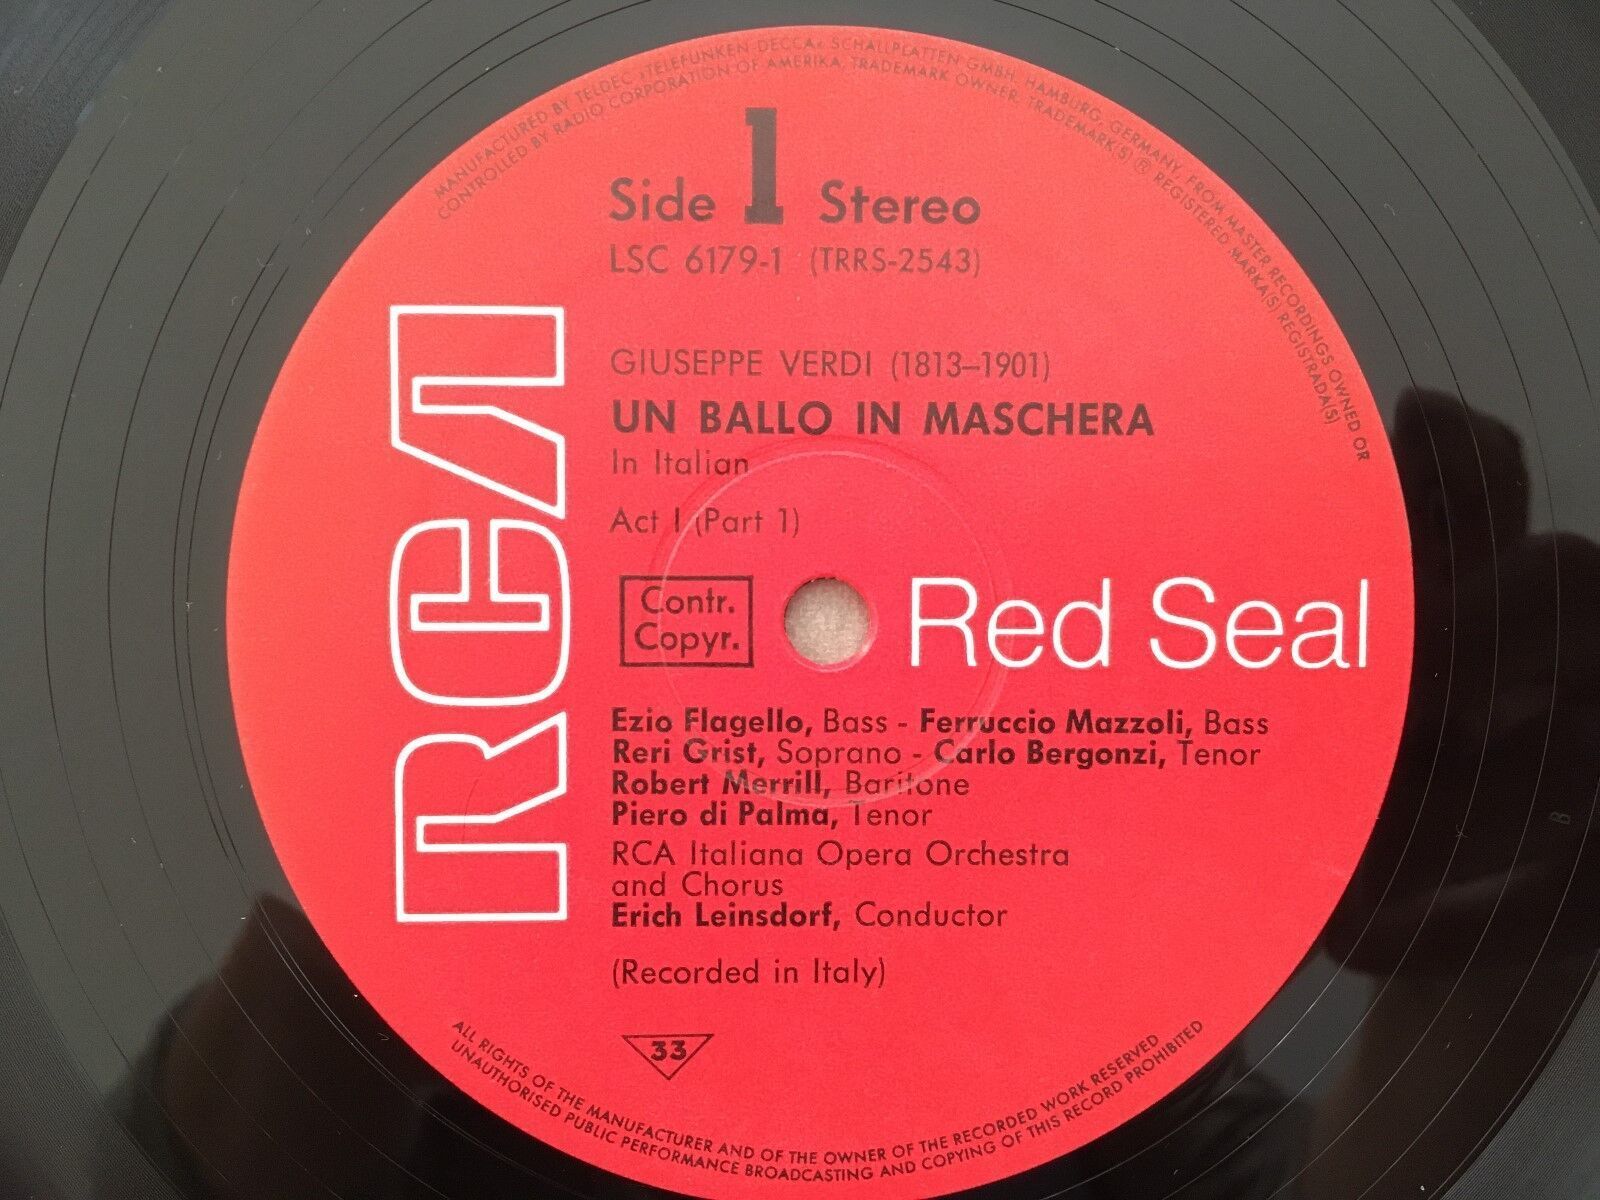 MANUFACTURED BY TELDEC »TELEFUNKEN DECCA« SCHALLPLATTEN GMBH, HAMBURG, GERMANY, FROM MASTER RECORDINGS OWNED OR
CONTROLLED BY RADIO CORPORATION OF AMERIKA, TRADEMARK OWNER, TRADEMARK(S) ® REGISTERED MARKA(S) REGISTRADA(S)
Side 1 Stereo
LSC 6179-1 (TRRS-2543)
GIUSEPPE VERDI (1813–1901)
UN BALLO IN MASCHERA
In Italian
Act I (Part 1)
RCA
Contr.
Copyr.
Red Seal
Ezio Flagello, Bass - Ferruccio Mazzoli, Bass
Reri Grist, Soprano - Carlo Bergonzi, Tenor
Robert Merrill, Baritone
Piero di Palma, Tenor
RCA Italiana Opera Orchestra
and Chorus
Erich Leinsdorf, Conductor
(Recorded in Italy)
33
ALL RIGHTS OF THE MANUFACTURER AND OF THE OWNER OF THE RECORDED WORK RESERVED
UNAUTHORISED PUBLIC PERFORMANCE BROADCASTING AND COPYING OF THIS RECORD PROHIBITED